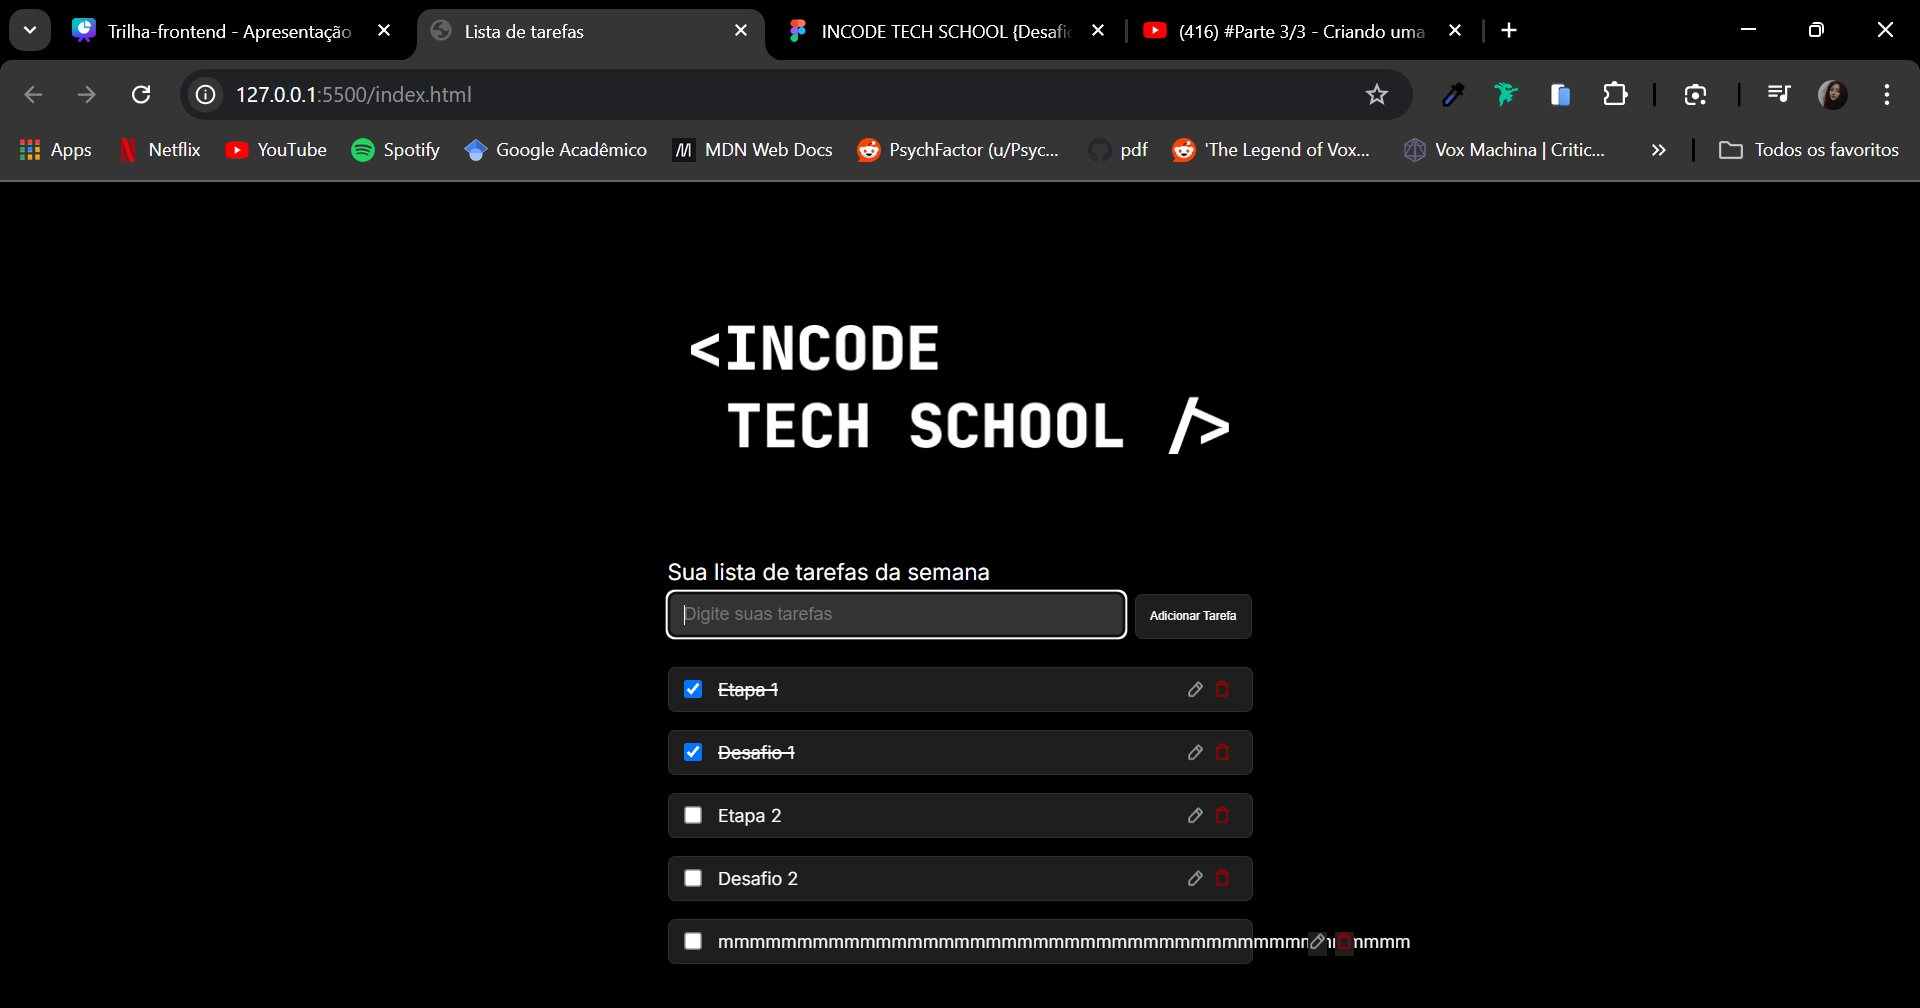 Trilha-frontend - Apresentação
Lista de tarefas
INCODE TECH SCHOOL {Desafi
(416) #Parte 3/3 - Criando uma
127.0.0.1:5500/index.html
Apps
Netflix
YouTube
Spotify
Google Acadêmico
MDN Web Docs
PsychFactor (u/Psyc...
pdf
'The Legend of Vox...
Vox Machina | Critic...
Todos os favoritos
<INCODE
TECH SCHOOL />
Sua lista de tarefas da semana
Digite suas tarefas
Adicionar Tarefa
Etapa 1
Desafio 1
Etapa 2
Desafio 2